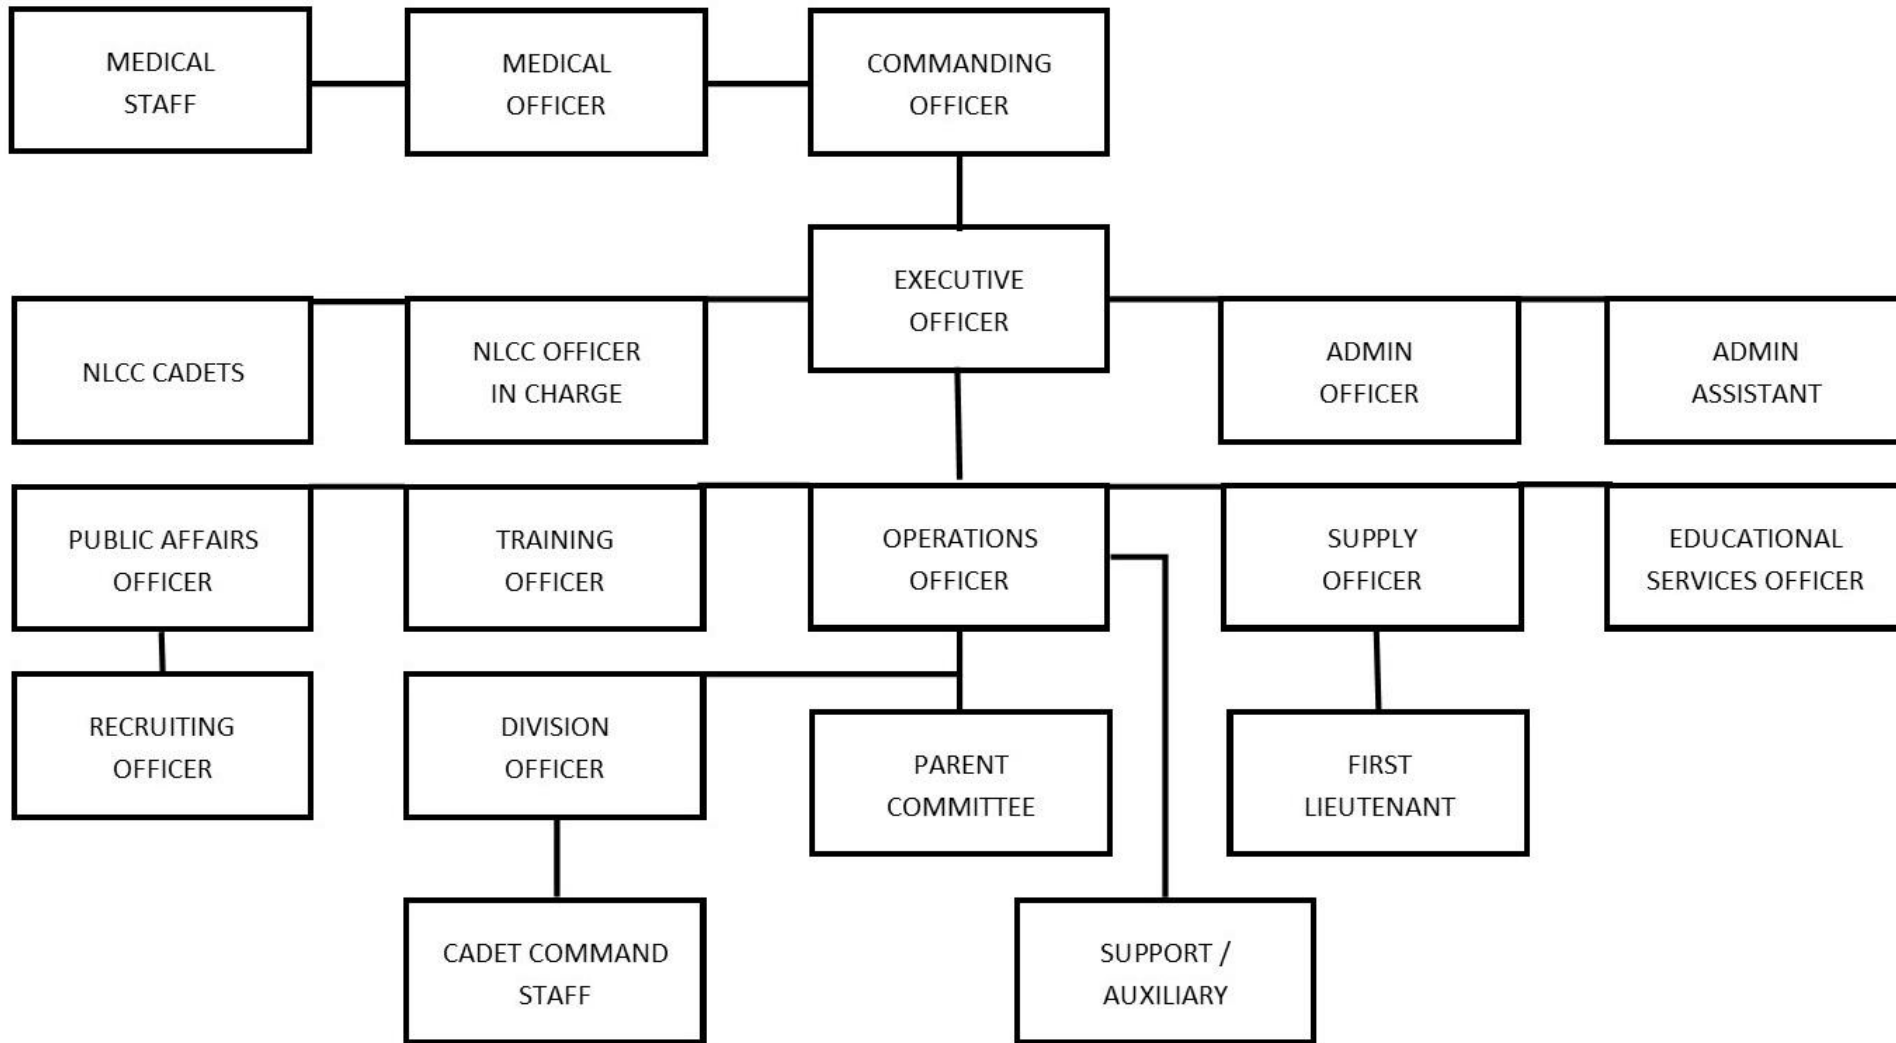 MEDICAL
STAFF
MEDICAL
OFFICER
COMMANDING
OFFICER
EXECUTIVE
OFFICER
NLCC CADETS
NLCC OFFICER
IN CHARGE
ADMIN
OFFICER
ADMIN
ASSISTANT
PUBLIC AFFAIRS
OFFICER
TRAINING
OFFICER
OPERATIONS
OFFICER
SUPPLY
OFFICER
EDUCATIONAL
SERVICES OFFICER
RECRUITING
OFFICER
DIVISION
OFFICER
PARENT
COMMITTEE
FIRST
LIEUTENANT
CADET COMMAND
STAFF
SUPPORT /
AUXILIARY